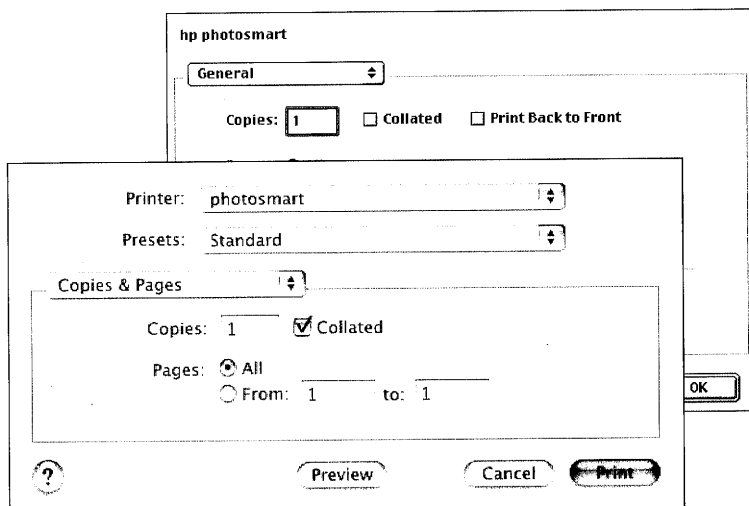 hp photosmart
General
Copies: 1 Collated Print Back to Front
OK
Printer: photosmart
Presets: Standard
Copies & Pages
Copies: 1 Collated
Pages: All
From: 1 to: 1
? Preview Cancel Print